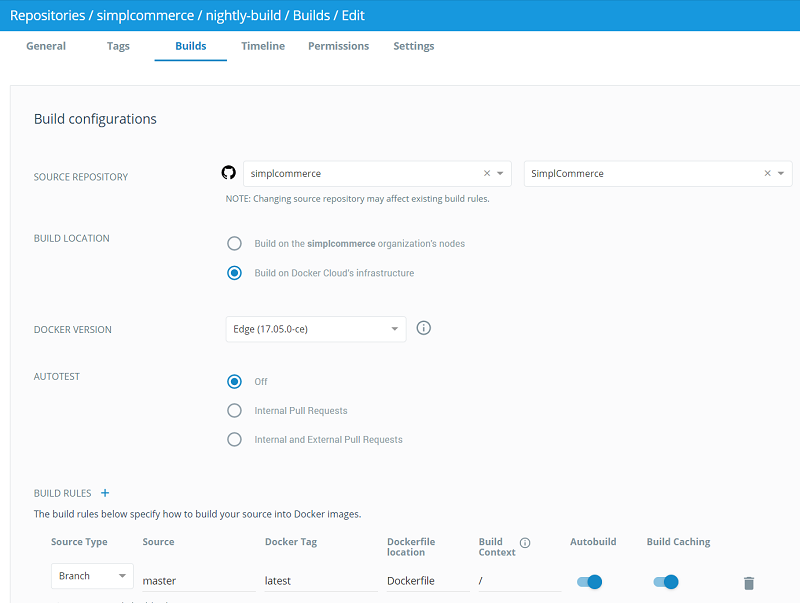 Repositories / simplcommerce / nightly-build / Builds / Edit
General Tags Builds Timeline Permissions Settings
Build configurations
SOURCE REPOSITORY simplcommerce SimplCommerce
NOTE: Changing source repository may affect existing build rules.
BUILD LOCATION Build on the simplcommerce organization's nodes
Build on Docker Cloud's infrastructure
DOCKER VERSION Edge (17.05.0-ce)
AUTOTEST Off
Internal Pull Requests
Internal and External Pull Requests
BUILD RULES +
The build rules below specify how to build your source into Docker images.
Source Type Source Docker Tag Dockerfile location Build Context Autobuild Build Caching
Branch master latest Dockerfile /